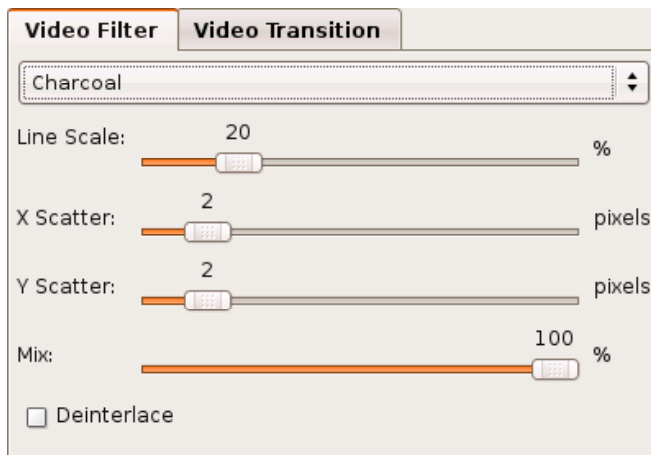 Video Filter Video Transition
Charcoal
Line Scale: 20 %
X Scatter: 2 pixels
Y Scatter: 2 pixels
Mix: 100 %
Deinterlace